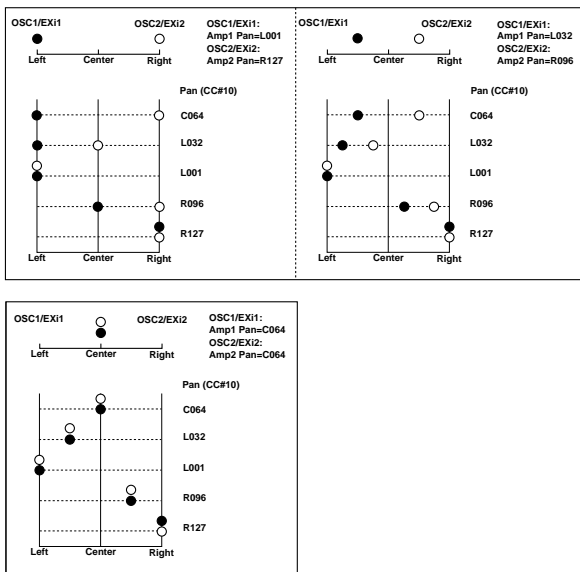 OSC1/EXi1 OSC2/EXi2
OSC1/EXi1:
Amp1 Pan=L001
OSC2/EXi2:
Amp2 Pan=R127
Left Center Right
Pan (CC#10)
C064
L032
L001
R096
R127
Left Center Right
OSC1/EXi1 OSC2/EXi2
OSC1/EXi1:
Amp1 Pan=L032
OSC2/EXi2:
Amp2 Pan=R096
Left Center Right
Pan (CC#10)
C064
L032
L001
R096
R127
Left Center Right
OSC1/EXi1 OSC2/EXi2
OSC1/EXi1:
Amp1 Pan=C064
OSC2/EXi2:
Amp2 Pan=C064
Left Center Right
Pan (CC#10)
C064
L032
L001
R096
R127
Left Center Right